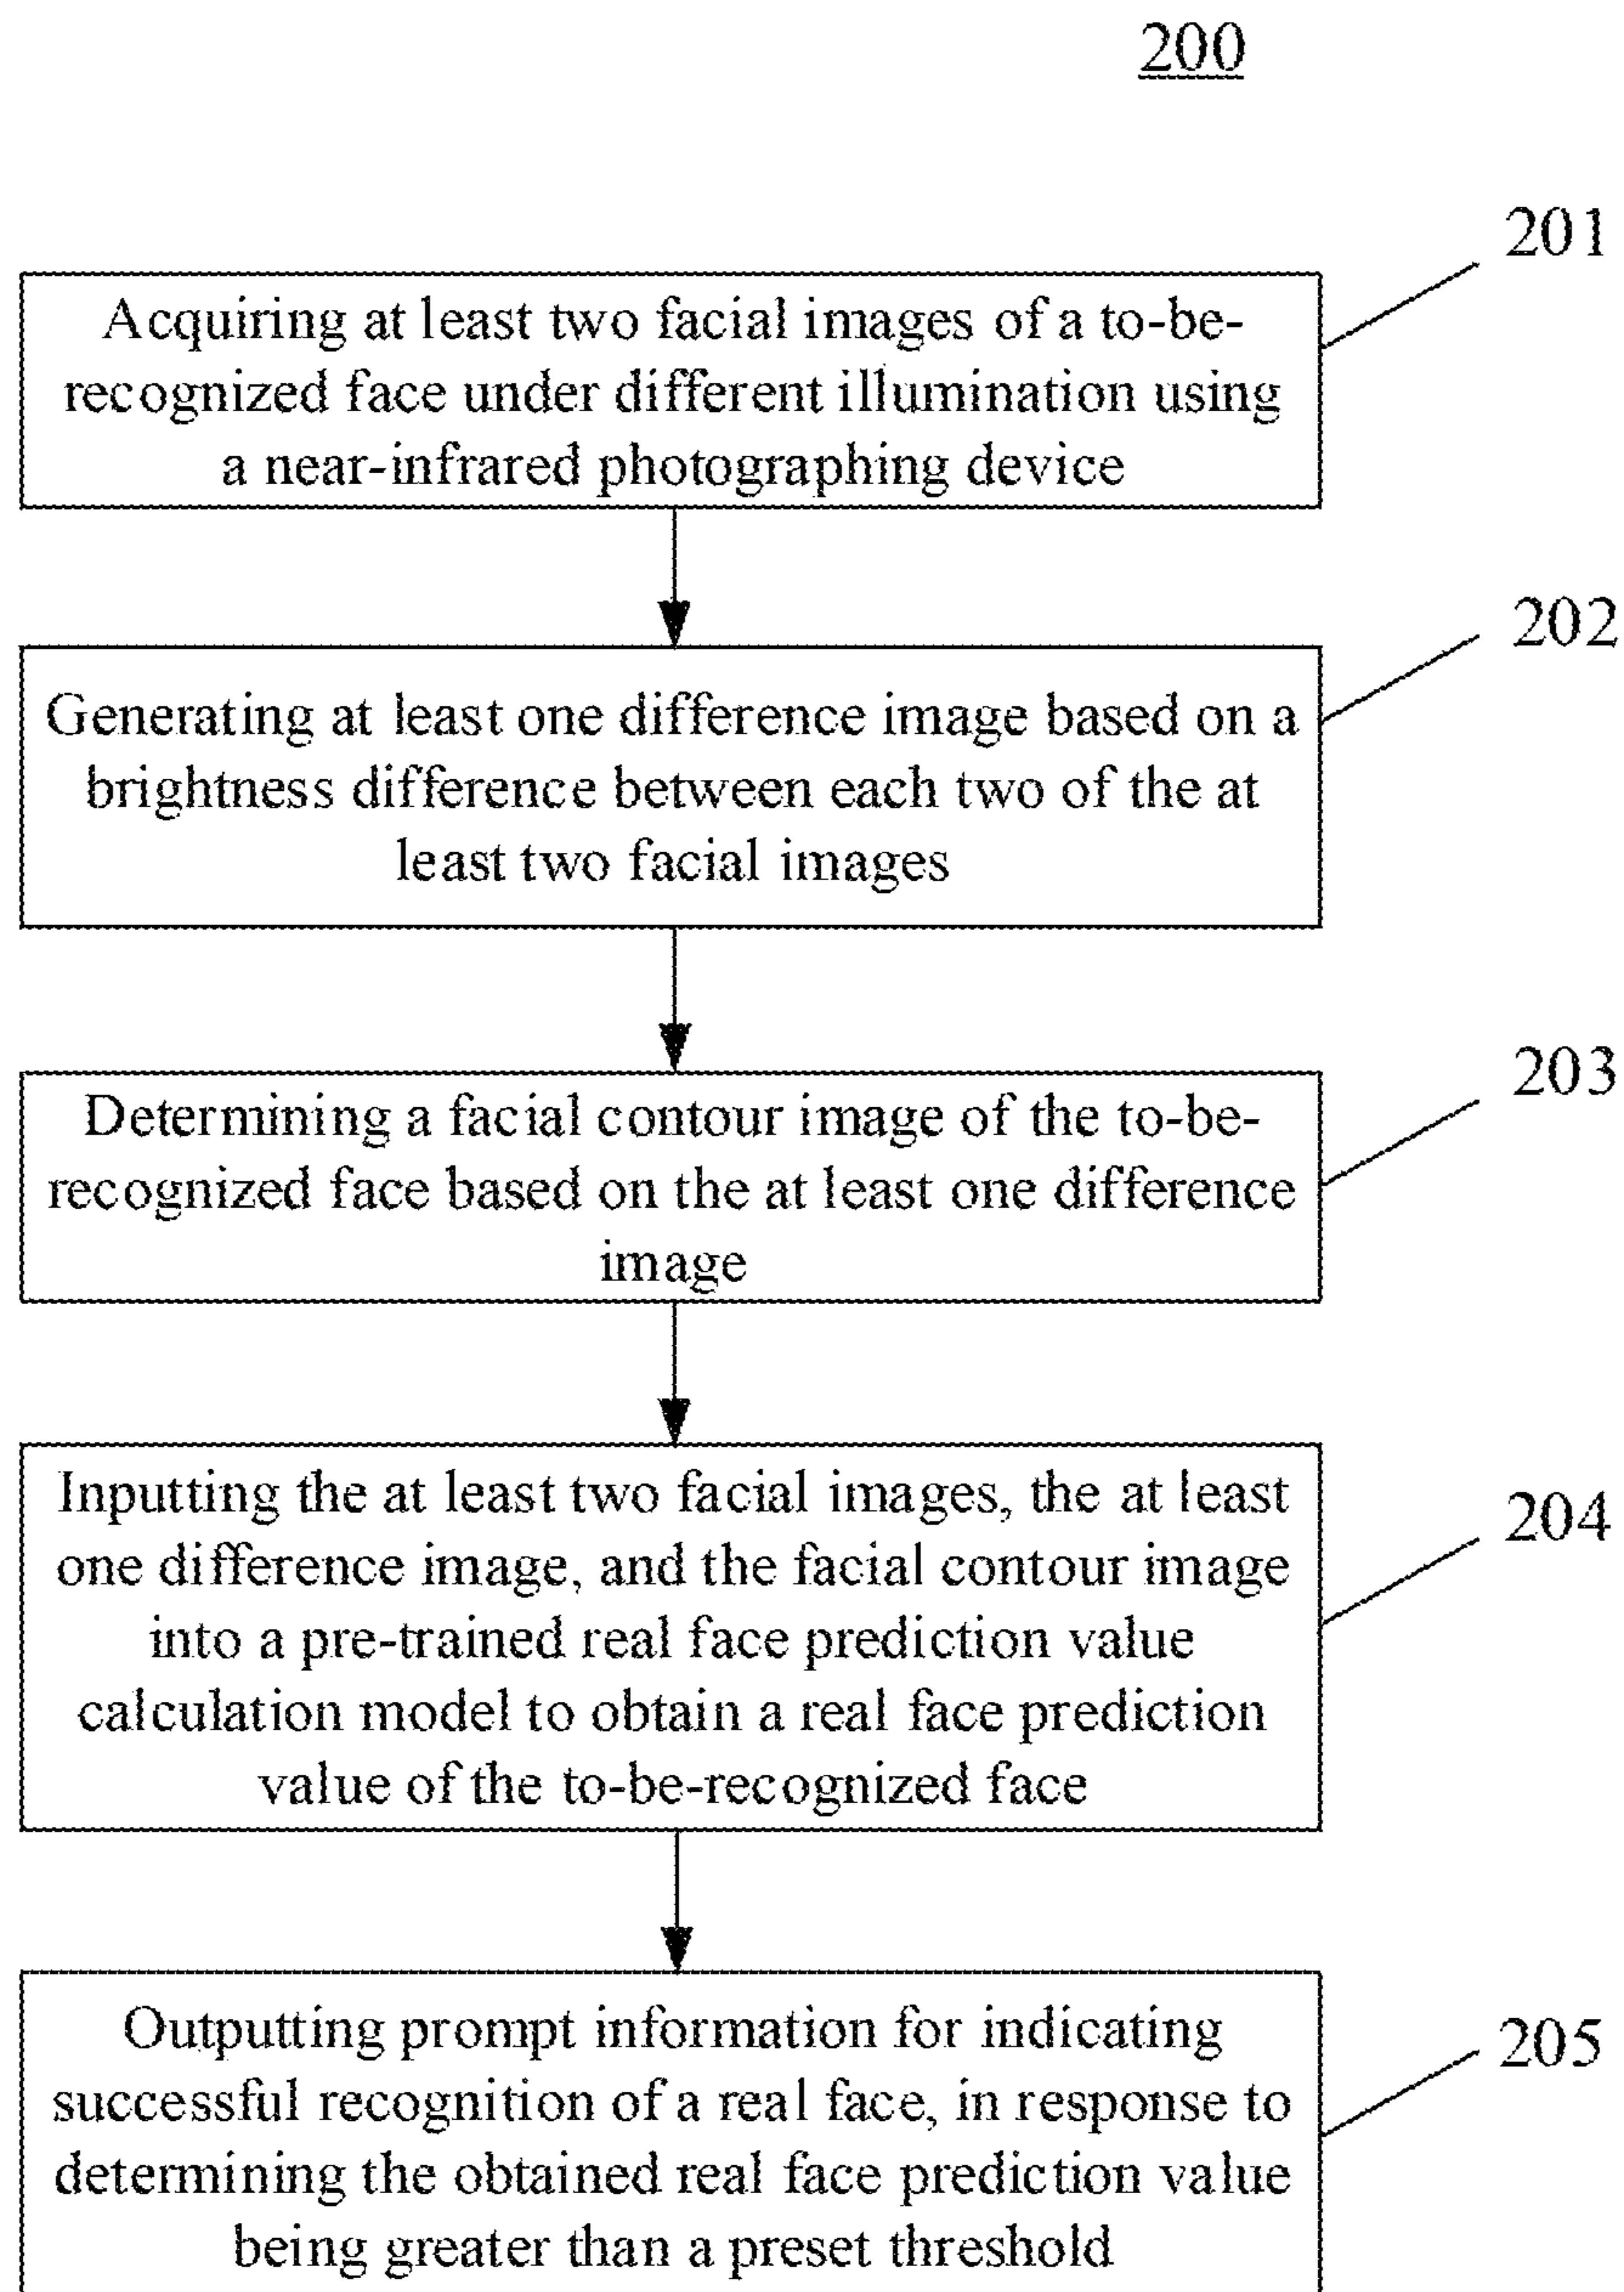 200
201
Acquiring at least two facial images of a to-be-
recognized face under different illumination using
a near-infrared photographing device
202
Generating at least one difference image based on a
brightness difference between each two of the at
least two facial images
203
Determining a facial contour image of the to-be-
recognized face based on the at least one difference
image
204
Inputting the at least two facial images, the at least
one difference image, and the facial contour image
into a pre-trained real face prediction value
calculation model to obtain a real face prediction
value of the to-be-recognized face
205
Outputting prompt information for indicating
successful recognition of a real face, in response to
determining the obtained real face prediction value
being greater than a preset threshold